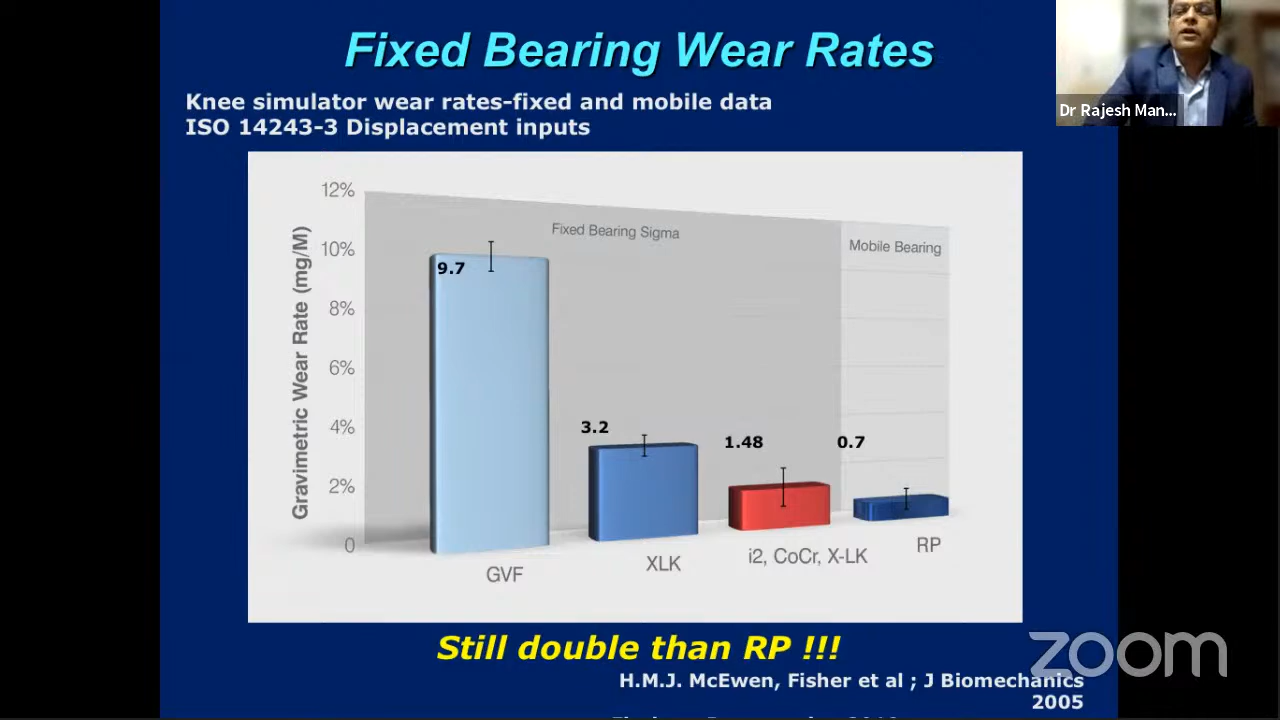 Fixed Bearing Wear Rates
Dr Rajesh Man...
Knee simulator wear rates-fixed and mobile data
ISO 14243-3 Displacement inputs
12%
10%
8%
6%
4%
2%
0
Gravimetric Wear Rate (mg/M)
Fixed Bearing Sigma
Mobile Bearing
9.7
3.2
1.48
0.7
GVF
XLK
i2, CoCr, X-LK
RP
Still double than RP !!!
zoom
H.M.J. McEwen, Fisher et al ; J Biomechanics
2005